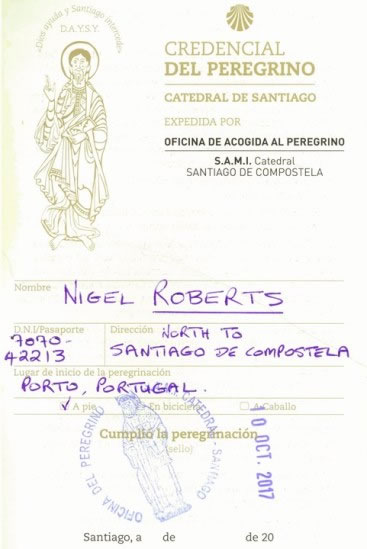 «Dios ayuda y Santiago intercede»
D.A.Y.S.Y.
CREDENCIAL
DEL PEREGRINO
CATEDRAL DE SANTIAGO
EXPEDIDA POR
OFICINA DE ACOGIDA AL PEREGRINO
S.A.M.I. Catedral
SANTIAGO DE COMPOSTELA
Nombre
NIGEL ROBERTS
D.N.I/Pasaporte
7070-
42213
Dirección NORTH TO
SANTIAGO DE COMPOSTELA
Lugar de inicio de la peregrinación
PORTO, PORTUGAL.
✓ A pie En bicicleta A Caballo
Cumplió la peregrinación
(sello)
OFICINA DEL PEREGRINO CATEDRAL - SANTIAGO
10 OCT. 2017
Santiago, a de de 20